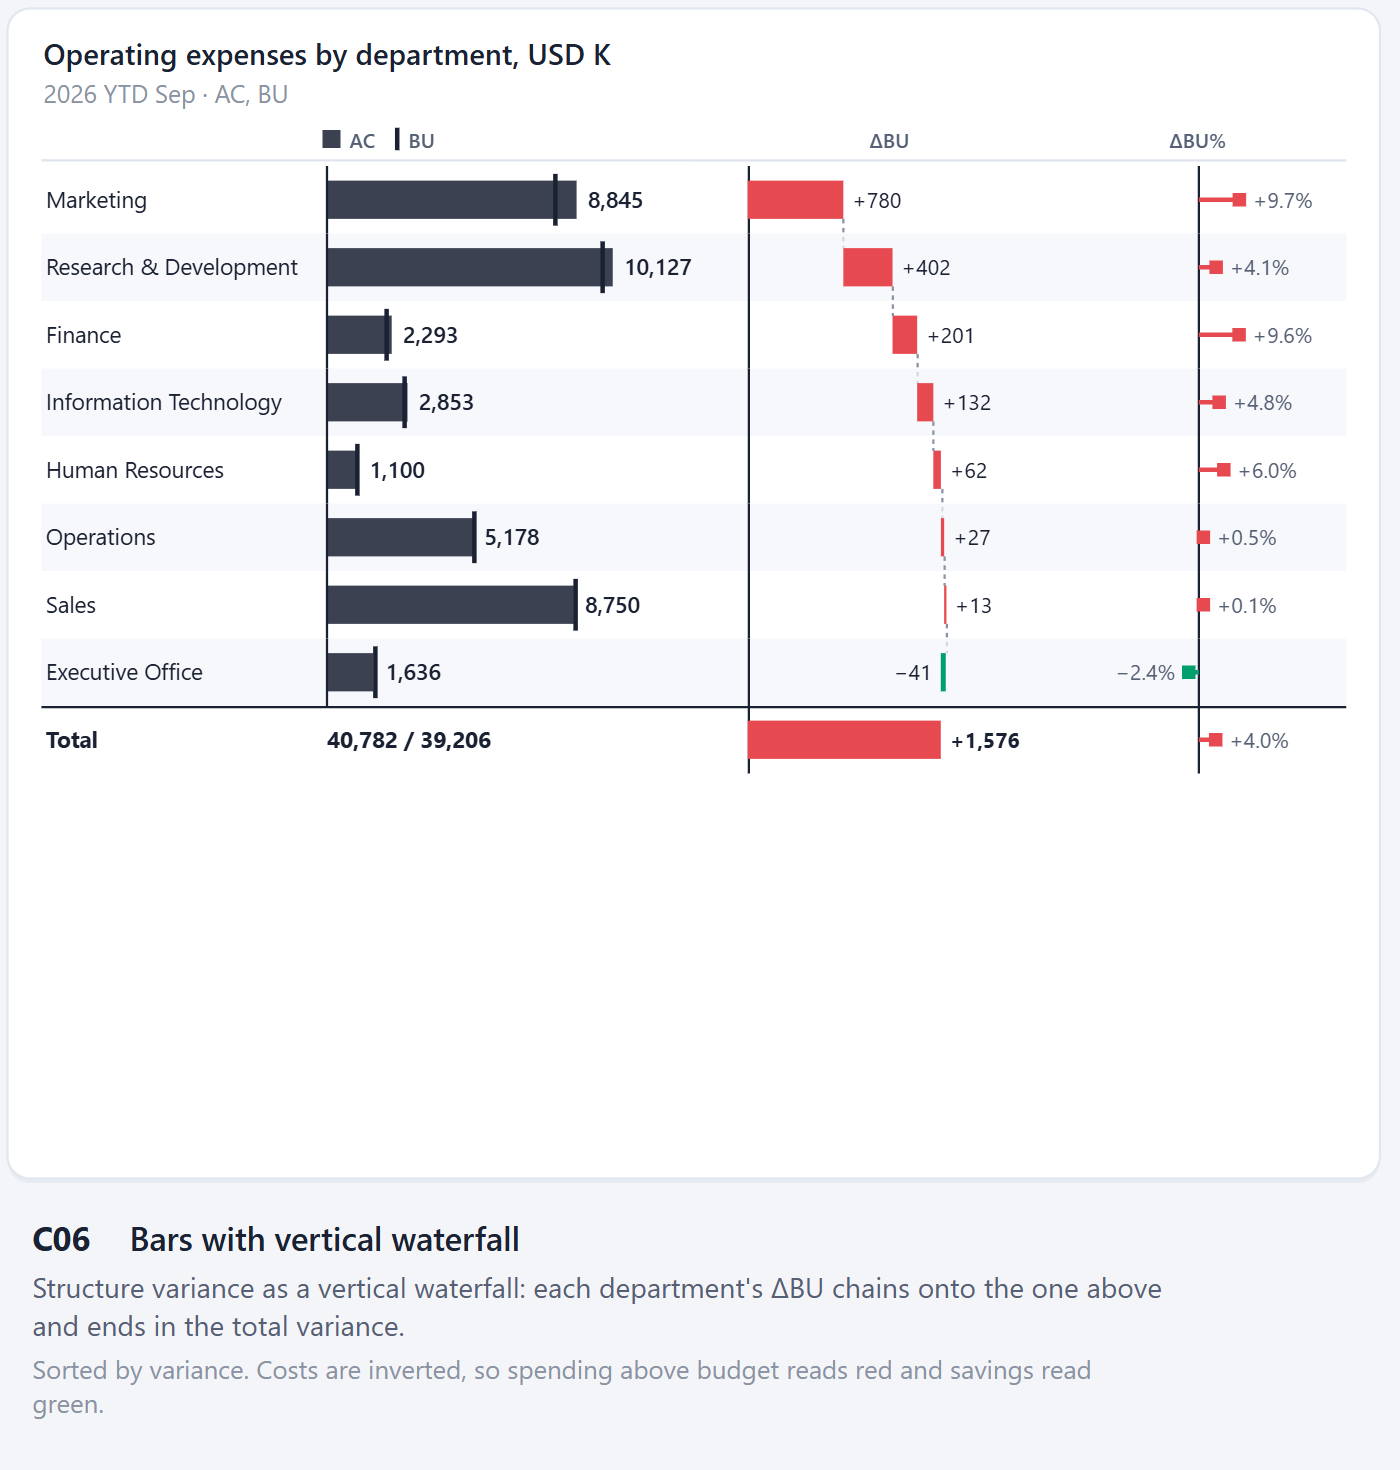 Operating expenses by department, USD K
2026 YTD Sep · AC, BU
AC BU ΔBU ΔBU%
Marketing 8,845 +780 +9.7%
Research & Development 10,127 +402 +4.1%
Finance 2,293 +201 +9.6%
Information Technology 2,853 +132 +4.8%
Human Resources 1,100 +62 +6.0%
Operations 5,178 +27 +0.5%
Sales 8,750 +13 +0.1%
Executive Office 1,636 −41 −2.4%
Total 40,782 / 39,206 +1,576 +4.0%
C06 Bars with vertical waterfall
Structure variance as a vertical waterfall: each department's ΔBU chains onto the one above
and ends in the total variance.
Sorted by variance. Costs are inverted, so spending above budget reads red and savings read
green.